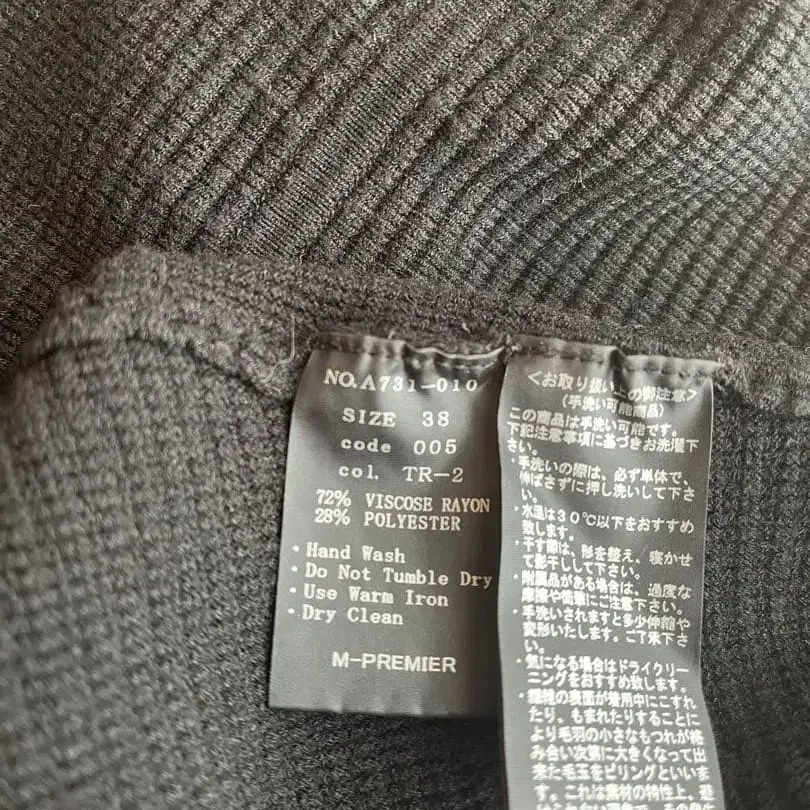 NO.A731-010
SIZE 38
code 005
col. TR-2
72% VISCOSE RAYON
28% POLYESTER
・Hand Wash
・Do Not Tumble Dry
・Use Warm Iron
・Dry Clean
M-PREMIER
<お取り扱い上の御注意>
(手洗い可能商品)
この商品は手洗い可能です。
下記注意事項に基づきお洗濯下
さい。
・手洗いの際は、必ず単体で、
伸ばさずに押し洗いして下さ
い。
・水温は30℃以下をおすすめ
致します。
・干す際は、形を整え、寝かせ
て影干しして下さい。
・附属品がある場合は、過度な
摩擦や衝撃にご注意下さい。
・手洗いされますと多少伸縮や
変形いたします。ご了承下さ
い。
・気になる場合はドライクリー
ニングをおすすめ致します。
・繊維の表面が着用中にこすれ
たり、もまれたりすることに
より毛羽の小さなもつれが絡
み合い次第に大きくなって出
来た毛玉をピリングといいま
す。これは素材の特性上、避